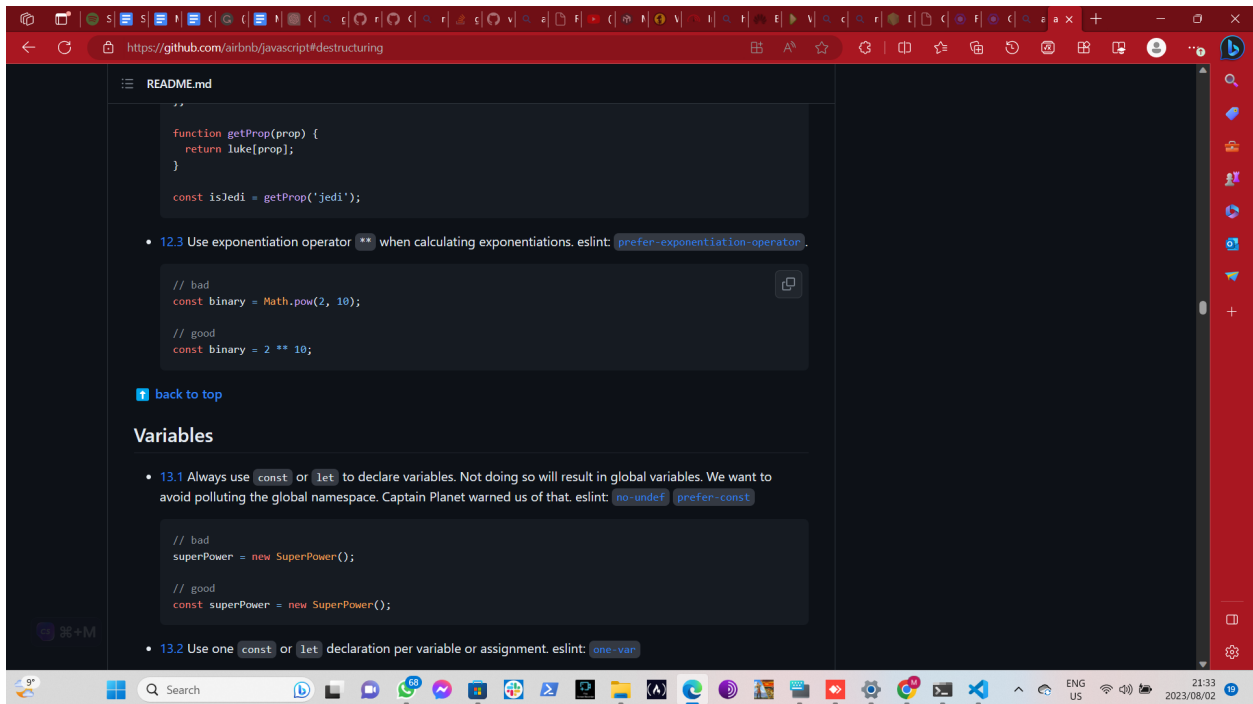 https://github.com/airbnb/javascript#destructuring
README.md
};
function getProp(prop) {
return luke[prop];
}
const isJedi = getProp('jedi');
12.3 Use exponentiation operator ** when calculating exponentiations. eslint: prefer-exponentiation-operator.
// bad
const binary = Math.pow(2, 10);
// good
const binary = 2 ** 10;
back to top
Variables
13.1 Always use const or let to declare variables. Not doing so will result in global variables. We want to
avoid polluting the global namespace. Captain Planet warned us of that. eslint: no-undef prefer-const
// bad
superPower = new SuperPower();
// good
const superPower = new SuperPower();
⌘+M
13.2 Use one const or let declaration per variable or assignment. eslint: one-var
9°
Search
68
ENG
US
21:33
2023/08/02
19